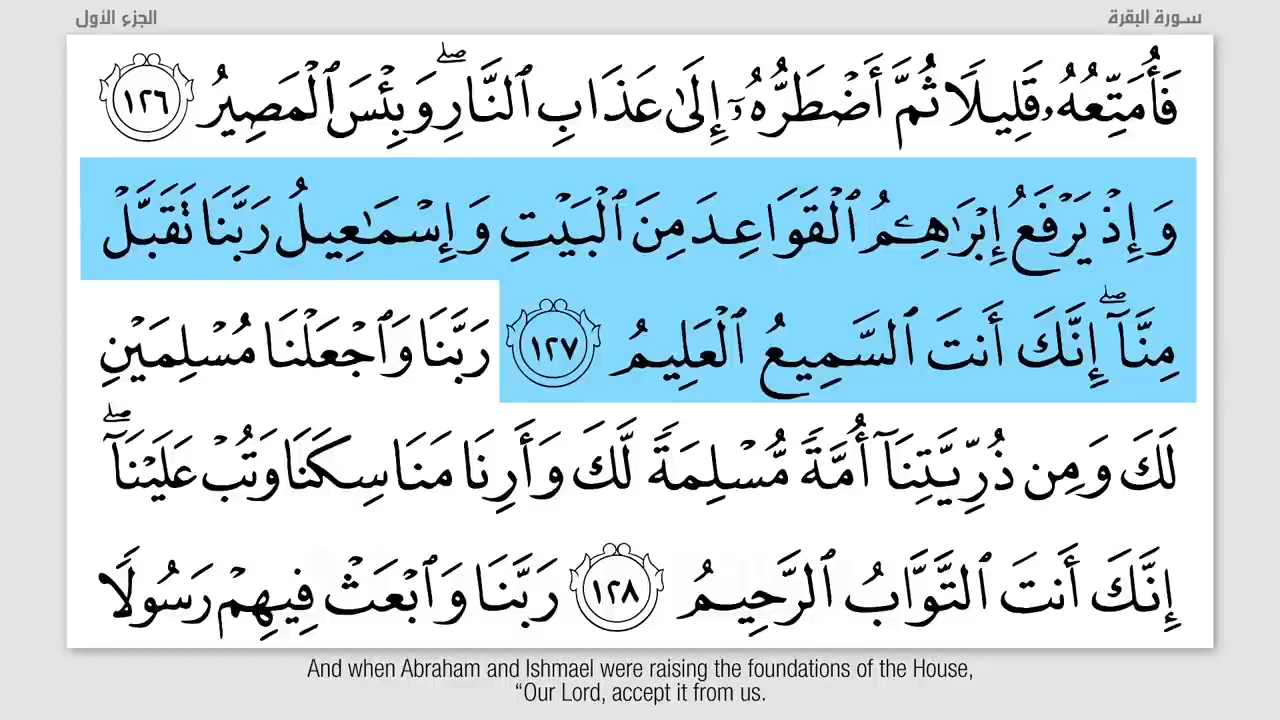 سورة البقرة
الجزء الأول
فَأُمَتِّعُهُۥ قَلِيلًا ثُمَّ أَضْطَرُّهُۥٓ إِلَىٰ عَذَابِ ٱلنَّارِ ۖ وَبِئْسَ ٱلْمَصِيرُ ١٢٦
وَإِذْ يَرْفَعُ إِبْرَٰهِـۧمُ ٱلْقَوَاعِدَ مِنَ ٱلْبَيْتِ وَإِسْمَـٰعِيلُ رَبَّنَا تَقَبَّلْ
مِنَّآ ۖ إِنَّكَ أَنتَ ٱلسَّمِيعُ ٱلْعَلِيمُ ١٢٧ رَبَّنَا وَٱجْعَلْنَا مُسْلِمَيْنِ
لَكَ وَمِن ذُرِّيَّتِنَآ أُمَّةً مُّسْلِمَةً لَّكَ وَأَرِنَا مَنَاسِكَنَا وَتُبْ عَلَيْنَآ ۖ
إِنَّكَ أَنتَ ٱلتَّوَّابُ ٱلرَّحِيمُ ١٢٨ رَبَّنَا وَٱبْعَثْ فِيهِمْ رَسُولًا
And when Abraham and Ishmael were raising the foundations of the House,
“Our Lord, accept it from us.